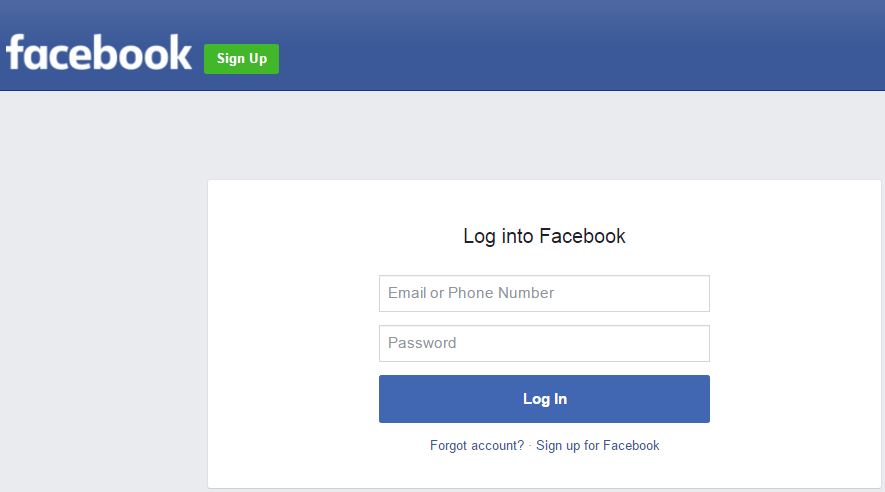 facebook Sign Up
Log into Facebook
Email or Phone Number
Password
Log In
Forgot account? · Sign up for Facebook